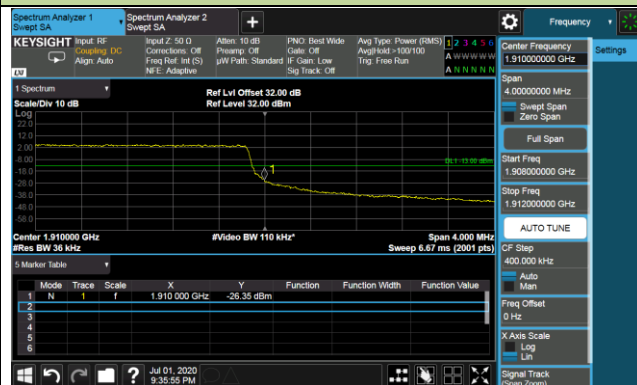 Spectrum Analyzer 1
Swept SA
Spectrum Analyzer 2
Swept SA
+
Frequency
KEYSIGHT
Input: RF
Coupling: DC
Align: Auto
Input Z: 50 Ω
Corrections: Off
Freq Ref: Int (S)
NFE: Adaptive
Atten: 10 dB
Preamp: Off
µW Path: Standard
PNO: Best Wide
Gate: Off
IF Gain: Low
Sig Track: Off
Avg Type: Power (RMS)
Avg|Hold >100/100
Trig: Free Run
1 2 3 4 5 6
A W W W W W
A N N N N N
LXI
1 Spectrum
Scale/Div 10 dB
Ref Lvl Offset 32.00 dB
Ref Level 32.00 dBm
Log
22.0
12.0
2.00
-8.00
-18.0
-28.0
-38.0
-48.0
-58.0
DL1 -13.00 dBm
1
Center 1.910000 GHz
#Res BW 36 kHz
#Video BW 110 kHz*
Span 4.000 MHz
Sweep 6.67 ms (2001 pts)
5 Marker Table
Mode Trace Scale X Y Function Function Width Function Value
1 N 1 f 1.910 000 GHz -26.35 dBm
2
3
4
5
6
Jul 01, 2020
9:35:55 PM
Center Frequency
1.910000000 GHz
Settings
Span
4.00000000 MHz
Swept Span
Zero Span
Full Span
Start Freq
1.908000000 GHz
Stop Freq
1.912000000 GHz
AUTO TUNE
CF Step
400.000 kHz
Auto
Man
Freq Offset
0 Hz
X Axis Scale
Log
Lin
Signal Track
(Span Zoom)